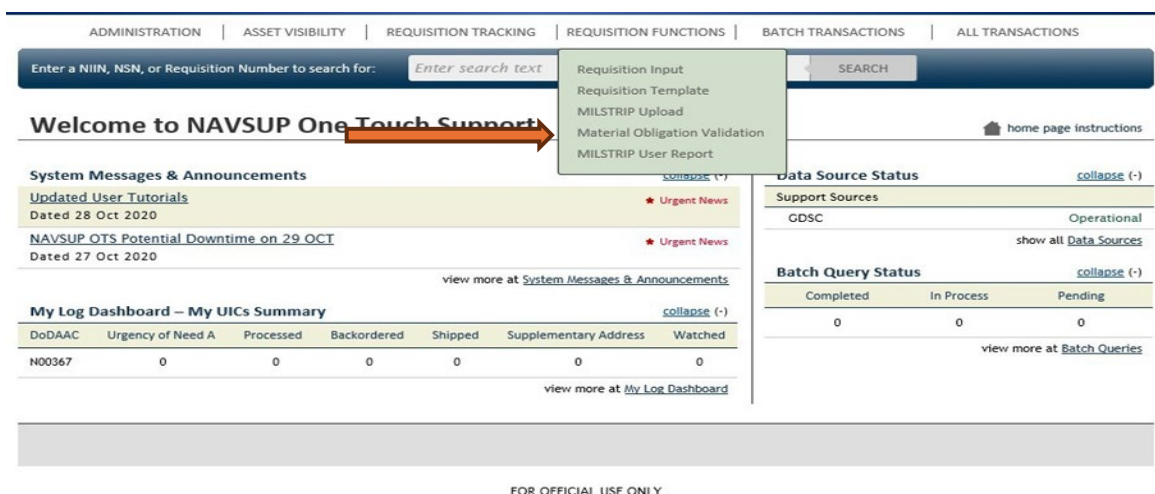 ADMINISTRATION | ASSET VISIBILITY | REQUISITION TRACKING | REQUISITION FUNCTIONS | BATCH TRANSACTIONS | ALL TRANSACTIONS
Enter a NIIN, NSN, or Requisition Number to search for: Enter search text SEARCH
Requisition Input
Requisition Template
MILSTRIP Upload
Material Obligation Validation
MILSTRIP User Report
Welcome to NAVSUP One Touch Support
home page instructions
System Messages & Announcements collapse (-)
Updated User Tutorials ★ Urgent News
Dated 28 Oct 2020
NAVSUP OTS Potential Downtime on 29 OCT ★ Urgent News
Dated 27 Oct 2020
view more at System Messages & Announcements
My Log Dashboard – My UICs Summary collapse (-)
DoDAAC Urgency of Need A Processed Backordered Shipped Supplementary Address Watched
N00367 0 0 0 0 0 0
view more at My Log Dashboard
Data Source Status collapse (-)
Support Sources
GDSC Operational
show all Data Sources
Batch Query Status collapse (-)
Completed In Process Pending
0 0 0
view more at Batch Queries
FOR OFFICIAL USE ONLY